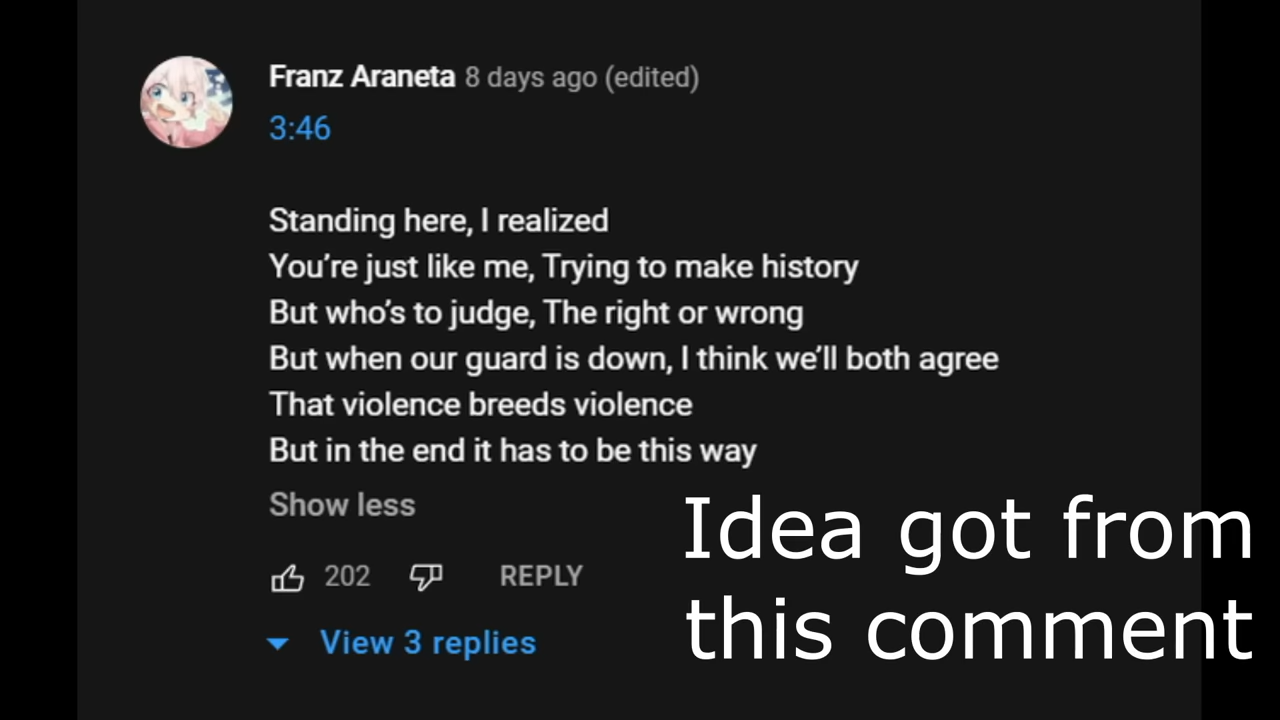 Franz Araneta 8 days ago (edited)
3:46
Standing here, I realized
You’re just like me, Trying to make history
But who’s to judge, The right or wrong
But when our guard is down, I think we’ll both agree
That violence breeds violence
But in the end it has to be this way
Show less
202 REPLY
View 3 replies
Idea got from
this comment